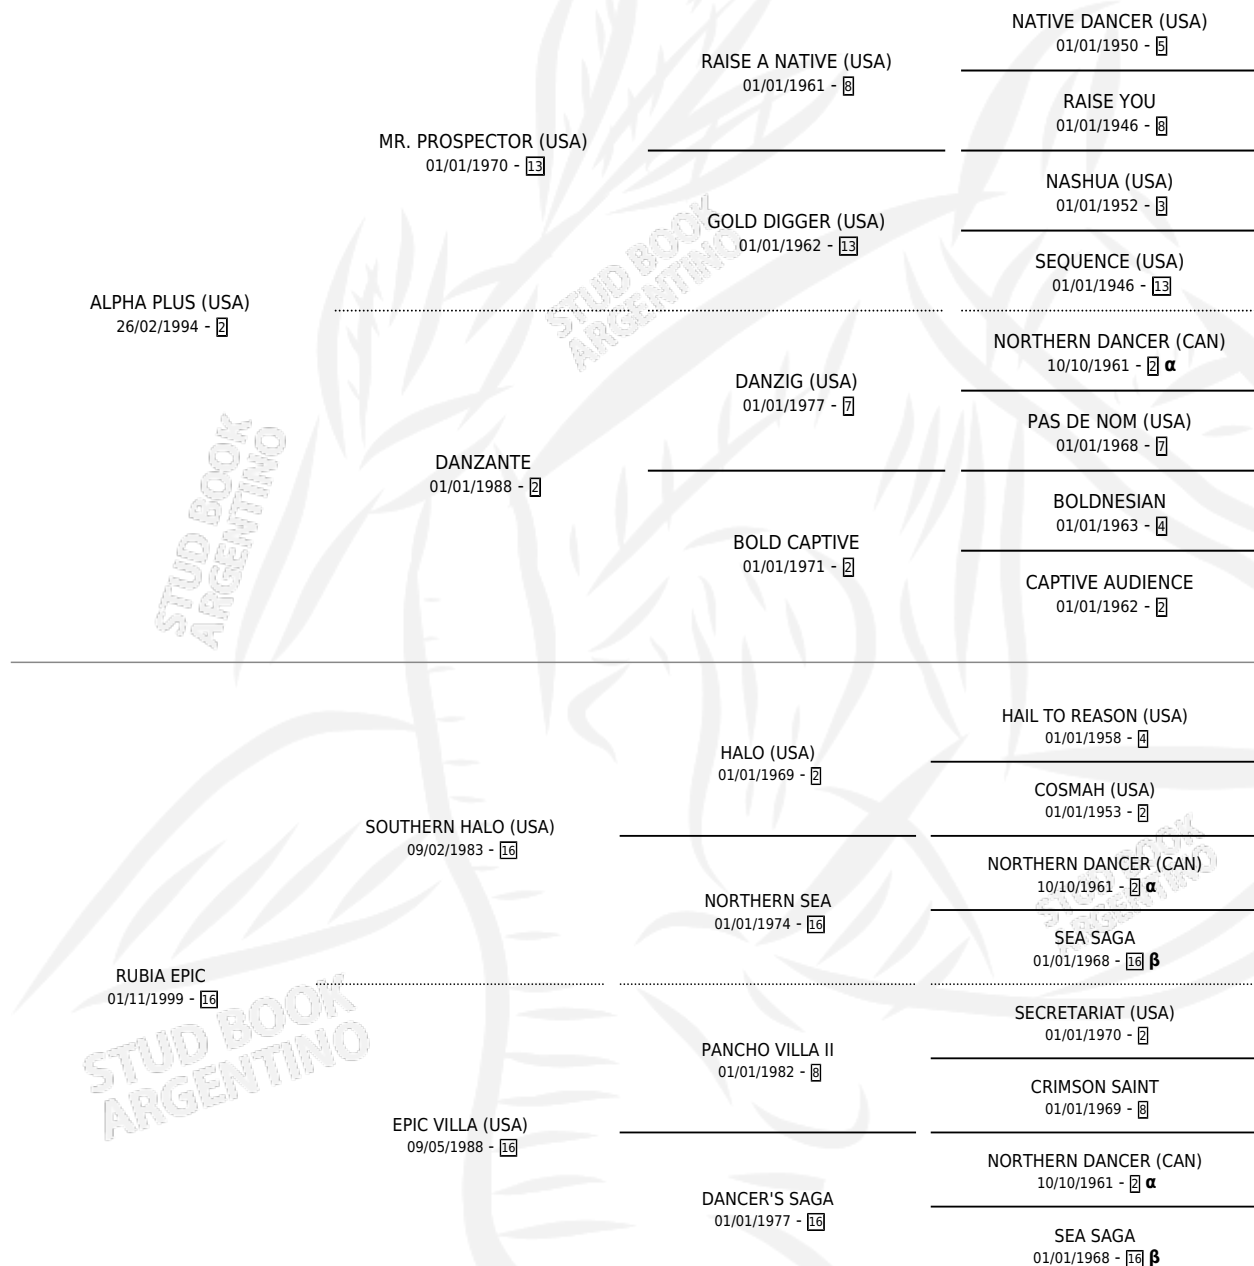 NATIVE DANCER (USA)
01/01/1950 - 5
RAISE A NATIVE (USA)
01/01/1961 - 8
RAISE YOU
01/01/1946 - 8
MR. PROSPECTOR (USA)
01/01/1970 - 13
NASHUA (USA)
01/01/1952 - 3
GOLD DIGGER (USA)
01/01/1962 - 13
SEQUENCE (USA)
01/01/1946 - 13
ALPHA PLUS (USA)
26/02/1994 - 2
NORTHERN DANCER (CAN)
10/10/1961 - 2 α
DANZIG (USA)
01/01/1977 - 7
PAS DE NOM (USA)
01/01/1968 - 7
DANZANTE
01/01/1988 - 2
BOLDNESIAN
01/01/1963 - 4
BOLD CAPTIVE
01/01/1971 - 2
CAPTIVE AUDIENCE
01/01/1962 - 2
HAIL TO REASON (USA)
01/01/1958 - 4
HALO (USA)
01/01/1969 - 2
COSMAH (USA)
01/01/1953 - 2
SOUTHERN HALO (USA)
09/02/1983 - 16
NORTHERN DANCER (CAN)
10/10/1961 - 2 α
NORTHERN SEA
01/01/1974 - 16
SEA SAGA
01/01/1968 - 16 β
RUBIA EPIC
01/11/1999 - 16
SECRETARIAT (USA)
01/01/1970 - 2
PANCHO VILLA II
01/01/1982 - 8
CRIMSON SAINT
01/01/1969 - 8
EPIC VILLA (USA)
09/05/1988 - 16
NORTHERN DANCER (CAN)
10/10/1961 - 2 α
DANCER'S SAGA
01/01/1977 - 16
SEA SAGA
01/01/1968 - 16 β
STUD BOOK
ARGENTINO
STUD BOOK
ARGENTINO
STUD BOOK
ARGENTINO
STUD BOOK
ARGENTINO